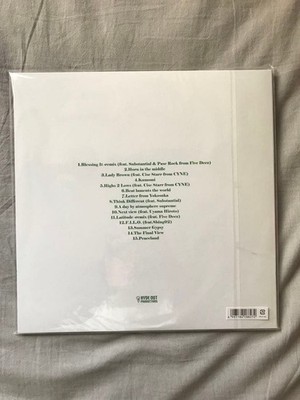 1.Blessing It-remix (feat. Substantial & Pase Rock from Five Deez)
2.Horn in the middle
3.Lady Brown (feat. Cise Starr from CYNE)
4.Kumomi
5.Highs 2 Lows (feat. Cise Starr from CYNE)
6.Beat laments the world
7.Letter from Yokosuka
8.Think Different (feat. Substantial)
9.A day by atmosphere supreme
10.Next view (feat. Uyama Hiroto)
11.Latitude-remix (feat. Five Deez)
12.F.I.L.O. (feat.Shing02)
13.Summer Gypsy
14.The Final View
15.Peaceland
HYDE OUT
PRODUCTIONS